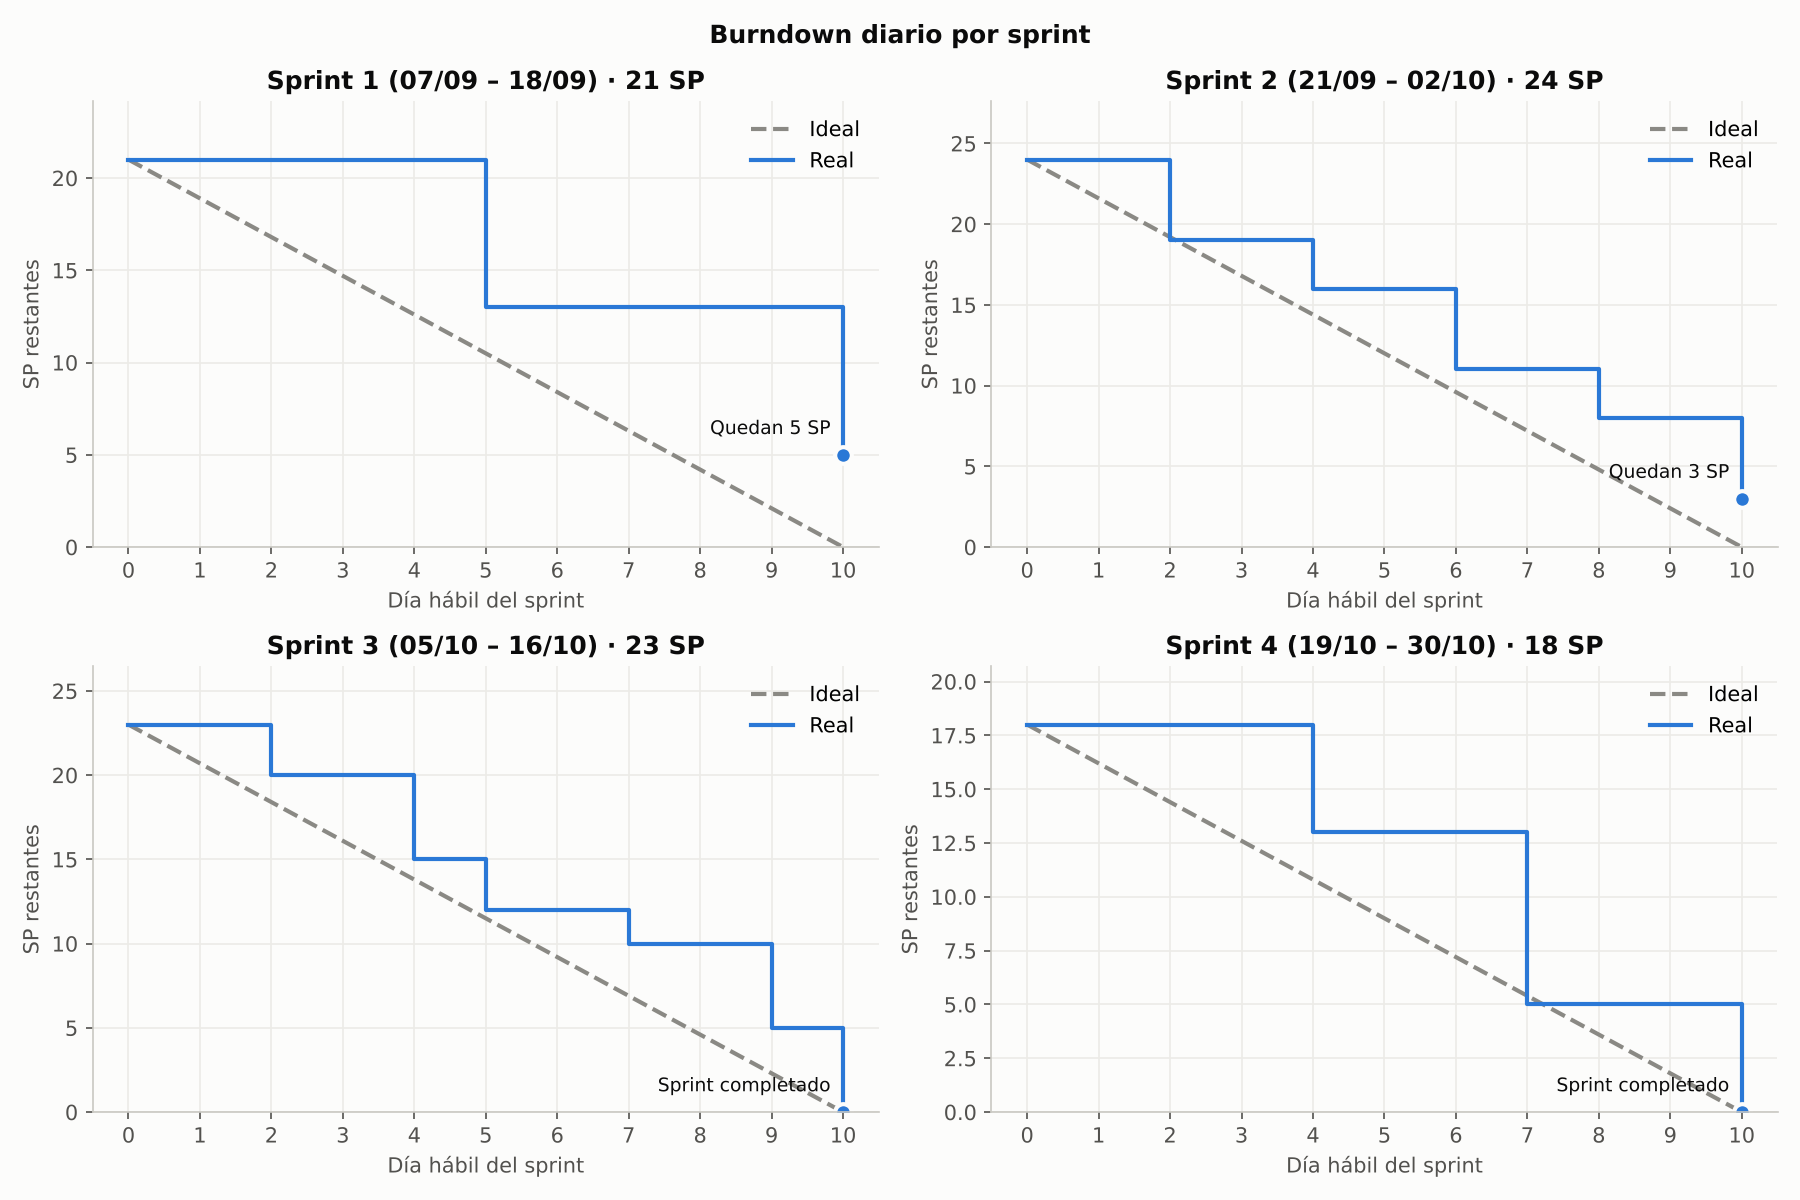 Burndown diario por sprint
Sprint 1 (07/09 – 18/09) · 21 SP
Ideal
Real
SP restantes
20
15
10
5
0
Quedan 5 SP
0 1 2 3 4 5 6 7 8 9 10
Día hábil del sprint
Sprint 2 (21/09 – 02/10) · 24 SP
Ideal
Real
SP restantes
25
20
15
10
5
0
Quedan 3 SP
0 1 2 3 4 5 6 7 8 9 10
Día hábil del sprint
Sprint 3 (05/10 – 16/10) · 23 SP
Ideal
Real
SP restantes
25
20
15
10
5
0
Sprint completado
0 1 2 3 4 5 6 7 8 9 10
Día hábil del sprint
Sprint 4 (19/10 – 30/10) · 18 SP
Ideal
Real
SP restantes
20.0
17.5
15.0
12.5
10.0
7.5
5.0
2.5
0.0
Sprint completado
0 1 2 3 4 5 6 7 8 9 10
Día hábil del sprint